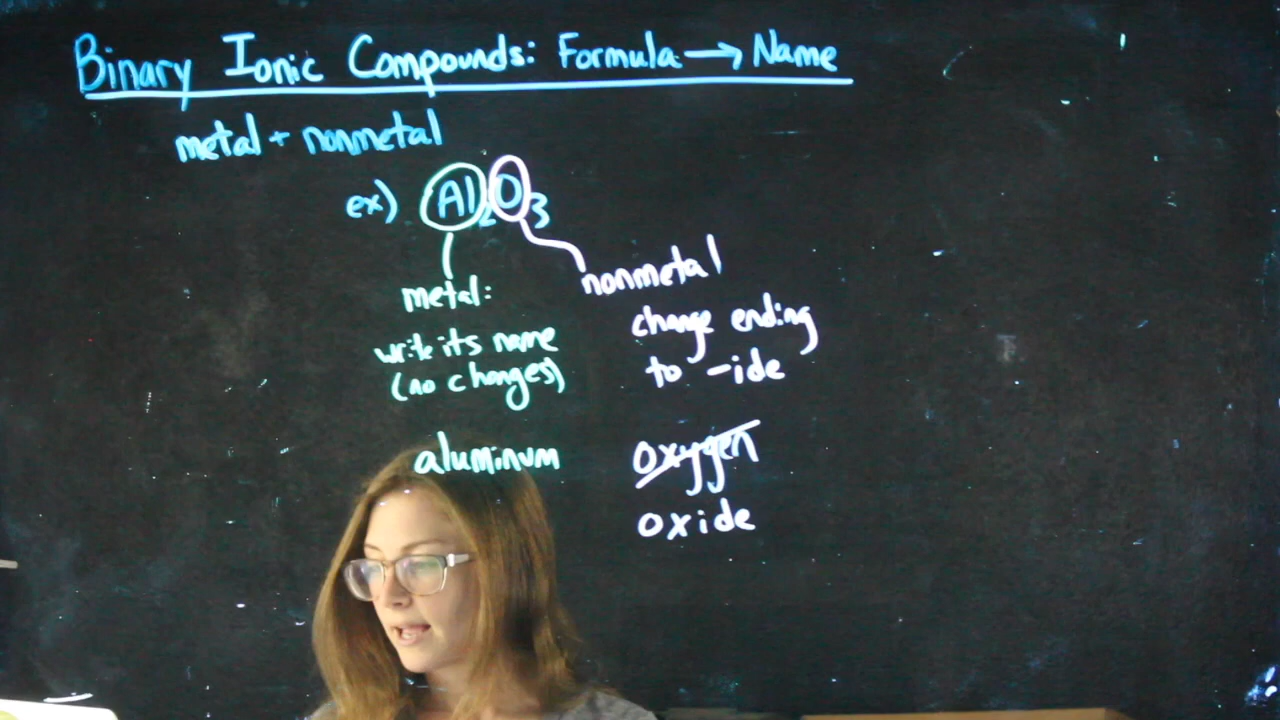 Binary Ionic Compounds: Formula → Name
metal + nonmetal
ex) Al₂O₃
metal:
write its name
(no changes)
aluminum
nonmetal
change ending
to -ide
oxygen
oxide